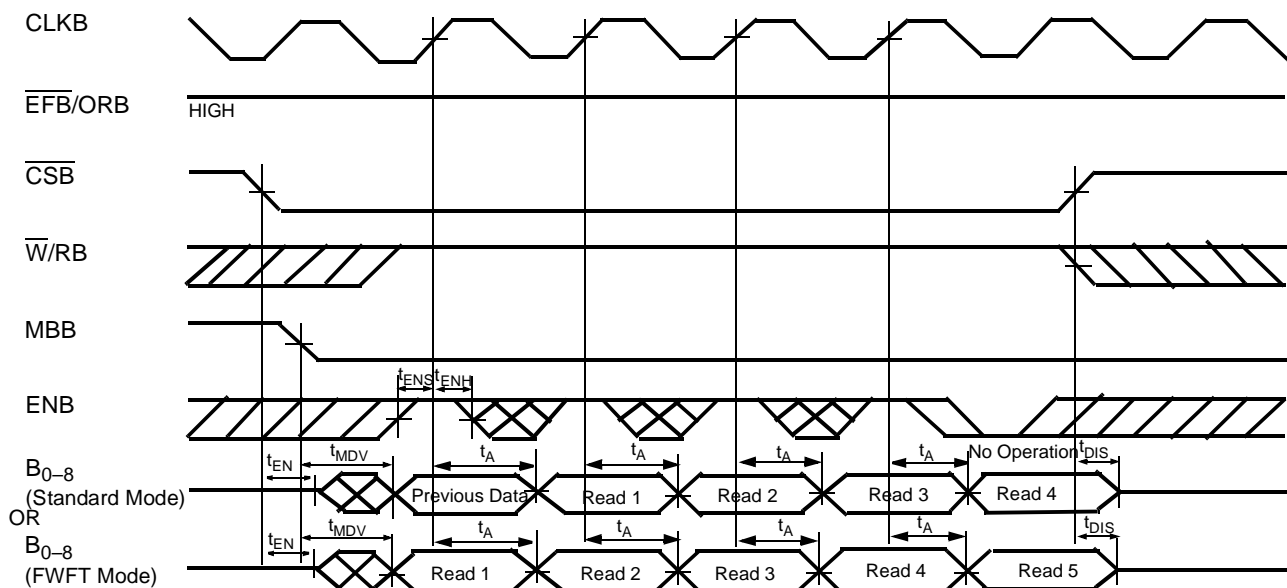 CLKB
EFB/ORB
HIGH
CSB
W/RB
MBB
tENS tENH
ENB
tEN tMDV tA tA tA tA No Operation tDIS
B0–8
(Standard Mode)
Previous Data Read 1 Read 2 Read 3 Read 4
OR
tEN tMDV tA tA tA tA tDIS
B0–8
(FWFT Mode)
Read 1 Read 2 Read 3 Read 4 Read 5